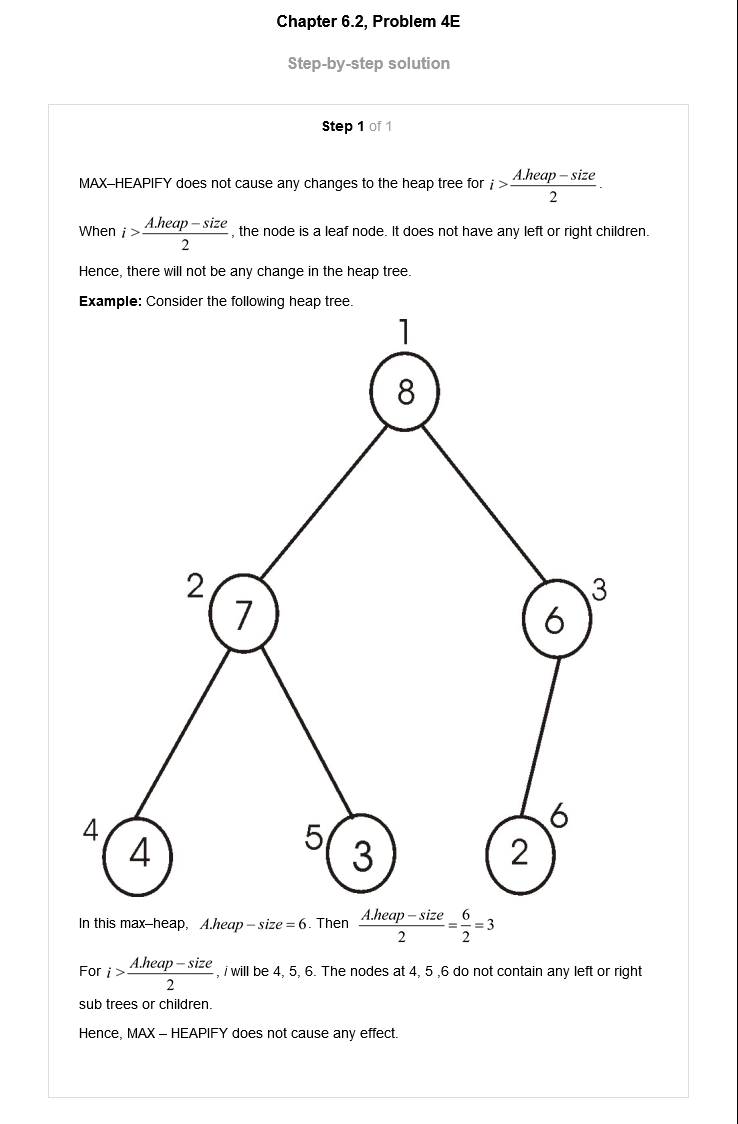 Chapter 6.2, Problem 4E
Step-by-step solution
Step 1 of 1
MAX–HEAPIFY does not cause any changes to the heap tree for i > A.heap – size / 2 .
When i > A.heap – size / 2 , the node is a leaf node. It does not have any left or right children.
Hence, there will not be any change in the heap tree.
Example: Consider the following heap tree.
1
8
2
7
3
6
4
4
5
3
6
2
In this max–heap, A.heap – size = 6. Then A.heap – size / 2 = 6 / 2 = 3
For i > A.heap – size / 2 , i will be 4, 5, 6. The nodes at 4, 5 ,6 do not contain any left or right
sub trees or children.
Hence, MAX – HEAPIFY does not cause any effect.